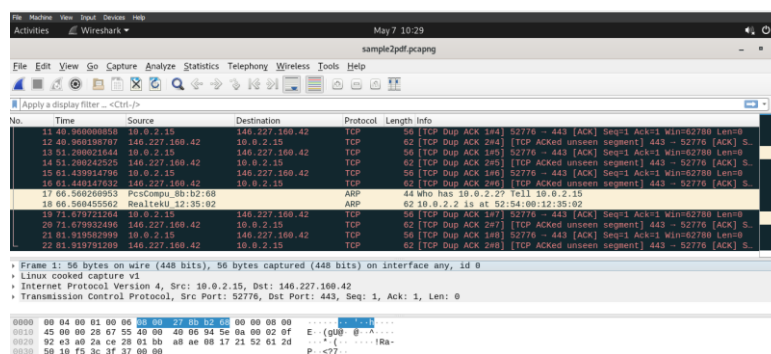 File Machine View Input Devices Help
Activities Wireshark May 7 10:29
sample2pdf.pcapng
File Edit View Go Capture Analyze Statistics Telephony Wireless Tools Help
Apply a display filter ... <Ctrl-/>
No. Time Source Destination Protocol Length Info
11 40.960000858 10.0.2.15 146.227.160.42 TCP 56 [TCP Dup ACK 1#4] 52776 → 443 [ACK] Seq=1 Ack=1 Win=62780 Len=0
12 40.960198707 146.227.160.42 10.0.2.15 TCP 62 [TCP Dup ACK 2#4] [TCP ACKed unseen segment] 443 → 52776 [ACK] S…
13 51.200021644 10.0.2.15 146.227.160.42 TCP 56 [TCP Dup ACK 1#5] 52776 → 443 [ACK] Seq=1 Ack=1 Win=62780 Len=0
14 51.200242525 146.227.160.42 10.0.2.15 TCP 62 [TCP Dup ACK 2#5] [TCP ACKed unseen segment] 443 → 52776 [ACK] S…
15 61.439914796 10.0.2.15 146.227.160.42 TCP 56 [TCP Dup ACK 1#6] 52776 → 443 [ACK] Seq=1 Ack=1 Win=62780 Len=0
16 61.440147632 146.227.160.42 10.0.2.15 TCP 62 [TCP Dup ACK 2#6] [TCP ACKed unseen segment] 443 → 52776 [ACK] S…
17 66.560260953 PcsCompu_8b:b2:68 ARP 44 Who has 10.0.2.2? Tell 10.0.2.15
18 66.560455562 RealtekU_12:35:02 ARP 62 10.0.2.2 is at 52:54:00:12:35:02
19 71.679721264 10.0.2.15 146.227.160.42 TCP 56 [TCP Dup ACK 1#7] 52776 → 443 [ACK] Seq=1 Ack=1 Win=62780 Len=0
20 71.679932496 146.227.160.42 10.0.2.15 TCP 62 [TCP Dup ACK 2#7] [TCP ACKed unseen segment] 443 → 52776 [ACK] S…
21 81.919582999 10.0.2.15 146.227.160.42 TCP 56 [TCP Dup ACK 1#8] 52776 → 443 [ACK] Seq=1 Ack=1 Win=62780 Len=0
22 81.919791209 146.227.160.42 10.0.2.15 TCP 62 [TCP Dup ACK 2#8] [TCP ACKed unseen segment] 443 → 52776 [ACK] S…
Frame 1: 56 bytes on wire (448 bits), 56 bytes captured (448 bits) on interface any, id 0
Linux cooked capture v1
Internet Protocol Version 4, Src: 10.0.2.15, Dst: 146.227.160.42
Transmission Control Protocol, Src Port: 52776, Dst Port: 443, Seq: 1, Ack: 1, Len: 0
0000 00 04 00 01 00 06 08 00 27 8b b2 68 00 00 08 00 ········ '··h····
0010 45 00 00 28 67 55 40 00 40 06 94 5e 0a 00 02 0f E··(gU@· @··^····
0020 92 e3 a0 2a ce 28 01 bb a8 ae 08 17 21 52 61 2d ···*·(·· ····!Ra-
0030 50 10 f5 3c 3f 37 00 00 P··<?7··